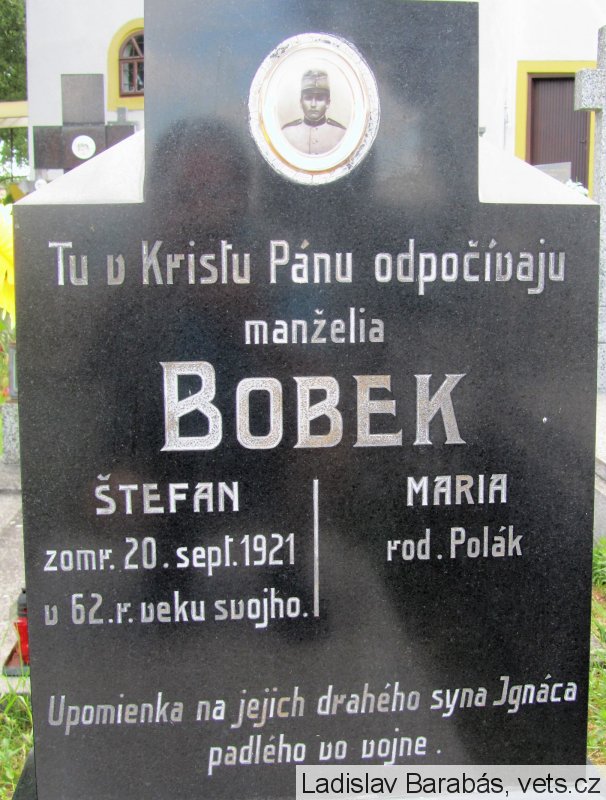 Tu v Kristu Pánu odpočívaju
manželia
BOBEK
ŠTEFAN
zomr. 20. sept. 1921
v 62. r. veku svojho.
MARIA
rod. Polák
Upomienka na jejich drahého syna Ignáca
padlého vo vojne.
Ladislav Barabás, vets.cz